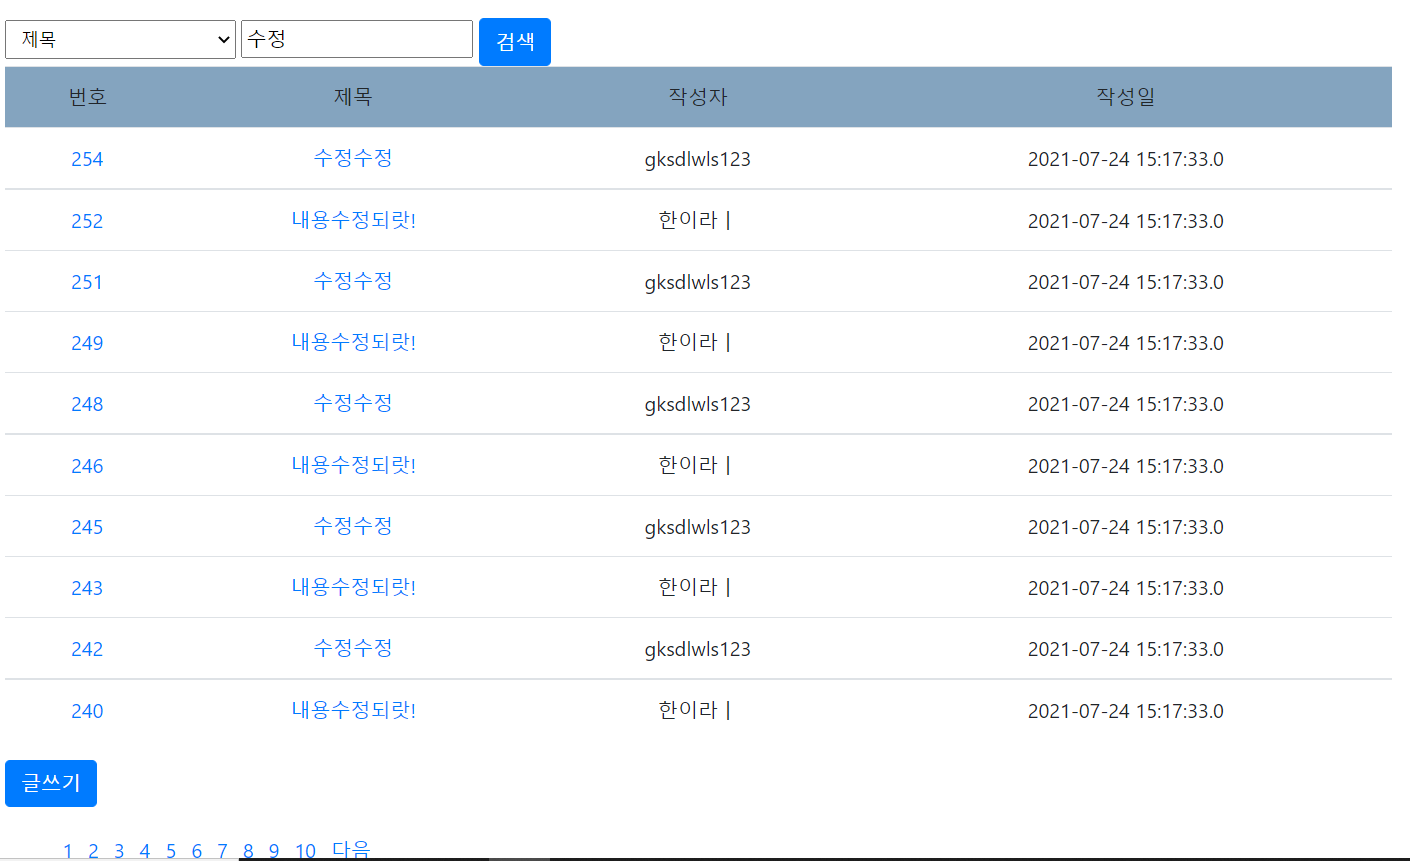 제목 수정 검색
번호 제목 작성자 작성일
254 수정수정 gksdlwls123 2021-07-24 15:17:33.0
252 내용수정되랏! 한이라ㅣ 2021-07-24 15:17:33.0
251 수정수정 gksdlwls123 2021-07-24 15:17:33.0
249 내용수정되랏! 한이라ㅣ 2021-07-24 15:17:33.0
248 수정수정 gksdlwls123 2021-07-24 15:17:33.0
246 내용수정되랏! 한이라ㅣ 2021-07-24 15:17:33.0
245 수정수정 gksdlwls123 2021-07-24 15:17:33.0
243 내용수정되랏! 한이라ㅣ 2021-07-24 15:17:33.0
242 수정수정 gksdlwls123 2021-07-24 15:17:33.0
240 내용수정되랏! 한이라ㅣ 2021-07-24 15:17:33.0
글쓰기
1 2 3 4 5 6 7 8 9 10 다음